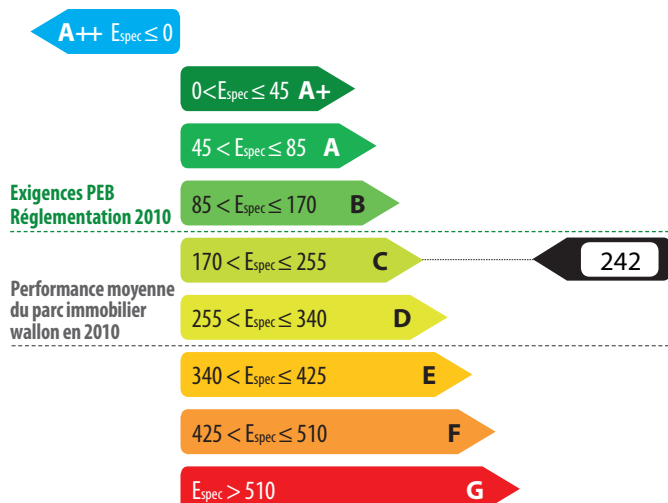 A++ Espec ≤ 0
0<Espec ≤ 45 A+
45 < Espec ≤ 85 A
Exigences PEB
Réglementation 2010
85 < Espec ≤ 170 B
170 < Espec ≤ 255 C
242
Performance moyenne
du parc immobilier
wallon en 2010
255 < Espec ≤ 340 D
340 < Espec ≤ 425 E
425 < Espec ≤ 510 F
Espec > 510 G